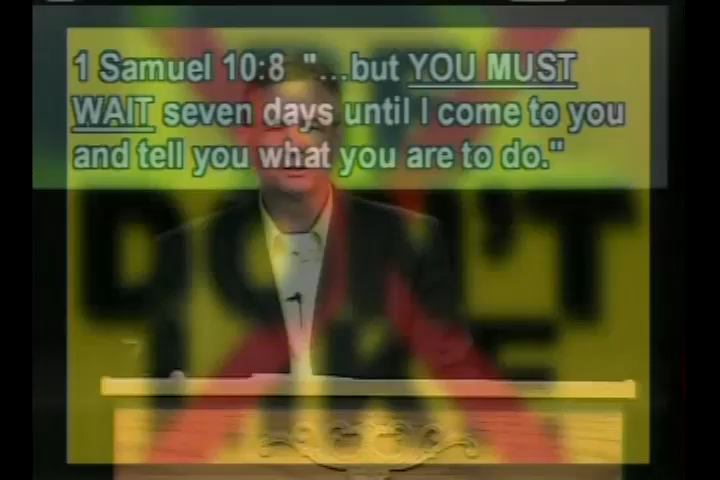 1 Samuel 10:8 "...but YOU MUST
WAIT seven days until I come to you
and tell you what you are to do."
DON'T